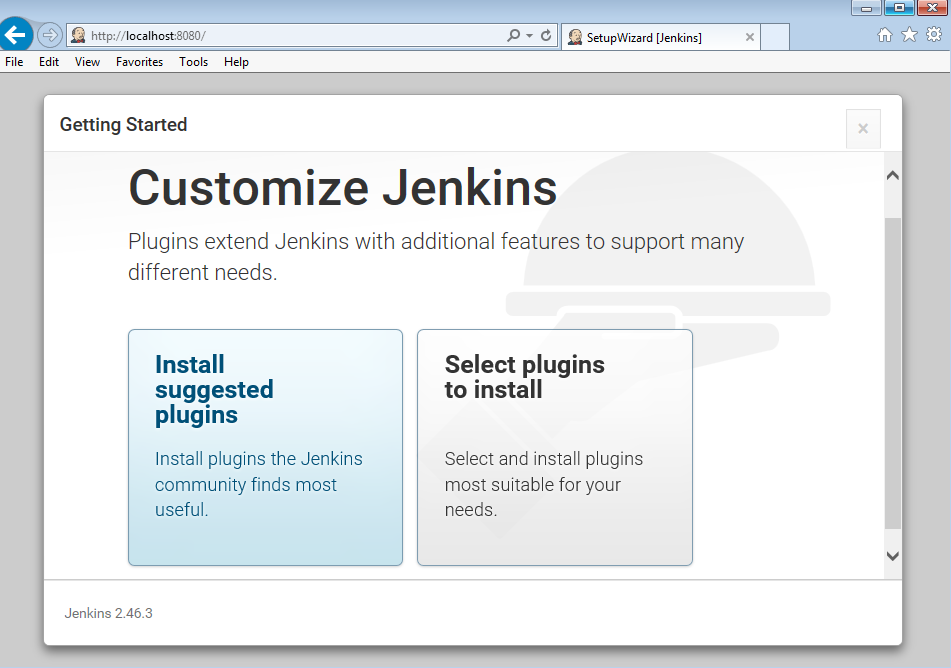 http://localhost:8080/
SetupWizard [Jenkins]
File Edit View Favorites Tools Help
Getting Started
Customize Jenkins
Plugins extend Jenkins with additional features to support many
different needs.
Install
suggested
plugins
Install plugins the Jenkins
community finds most
useful.
Select plugins
to install
Select and install plugins
most suitable for your
needs.
Jenkins 2.46.3